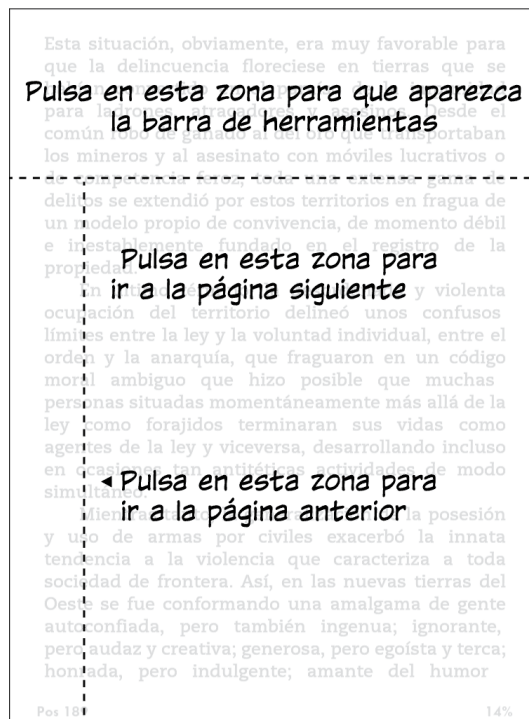 Esta situación, obviamente, era muy favorable para
que la delincuencia floreciese en tierras que se
Pulsa en esta zona para que aparezca
para ladrones, atracadores y asesinos. Desde el
la barra de herramientas
común robo de ganado al del oro que transportaban
los mineros y al asesinato con móviles lucrativos o
de competencia feroz, toda una extensa gama de
delitos se extendió por estos territorios en fragua de
un modelo propio de convivencia, de momento débil
e inestablemente fundado en el registro de la
propiedad.
Pulsa en esta zona para
ir a la página siguiente
En y violenta
ocupación del territorio delineó unos confusos
límites entre la ley y la voluntad individual, entre el
orden y la anarquía, que fraguaron en un código
moral ambiguo que hizo posible que muchas
personas situadas momentáneamente más allá de la
ley como forajidos terminaran sus vidas como
agentes de la ley y viceversa, desarrollando incluso
en ocasiones tan antitéticas actividades de modo
◂ Pulsa en esta zona para
simultáneo.
ir a la página anterior
Mientras la posesión
y uso de armas por civiles exacerbó la innata
tendencia a la violencia que caracteriza a toda
sociedad de frontera. Así, en las nuevas tierras del
Oeste se fue conformando una amalgama de gente
autoconfiada, pero también ingenua; ignorante,
pero audaz y creativa; generosa, pero egoísta y terca;
honrada, pero indulgente; amante del humor
Pos 189 14%